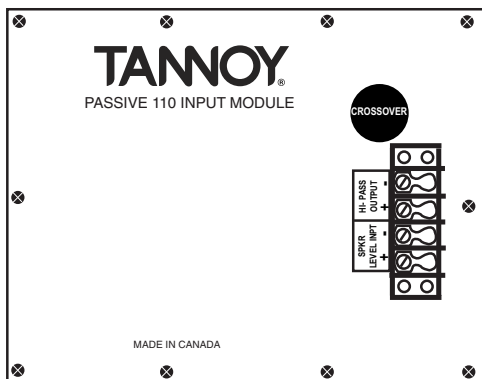 TANNOY®
PASSIVE 110 INPUT MODULE
CROSSOVER
HI- PASS
OUTPUT
- +
SPKR
LEVEL INPT
- +
MADE IN CANADA